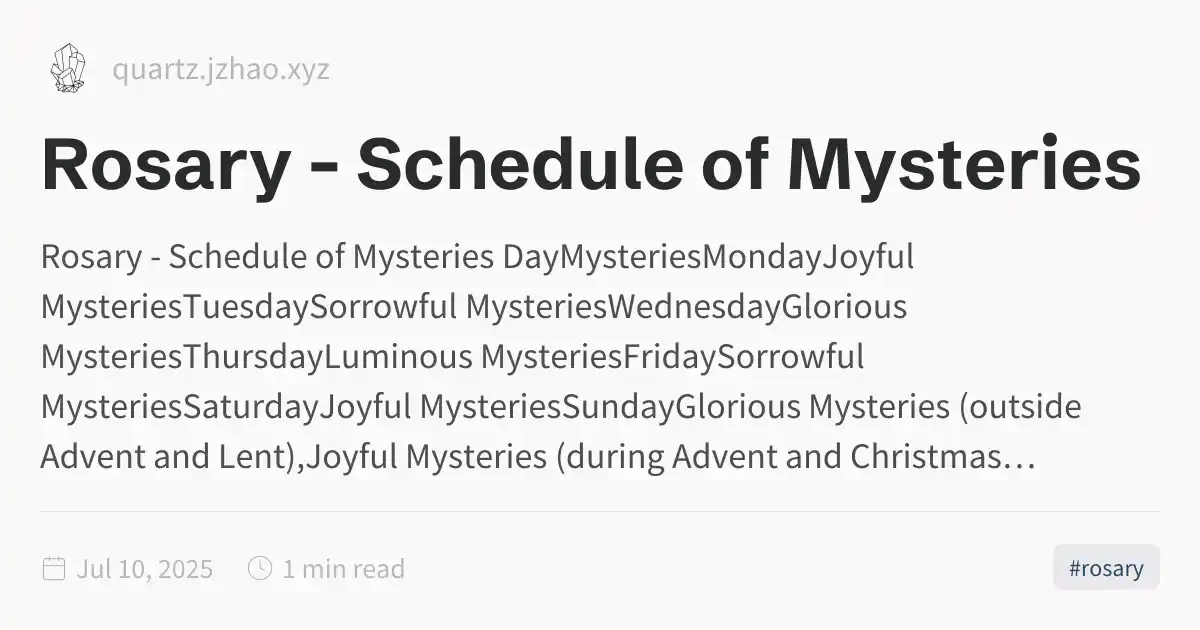 quartz.jzhao.xyz
Rosary - Schedule of Mysteries
Rosary - Schedule of Mysteries DayMysteriesMondayJoyful
MysteriesTuesdaySorrowful MysteriesWednesdayGlorious
MysteriesThursdayLuminous MysteriesFridaySorrowful
MysteriesSaturdayJoyful MysteriesSundayGlorious Mysteries (outside
Advent and Lent),Joyful Mysteries (during Advent and Christmas…
Jul 10, 2025 1 min read #rosary